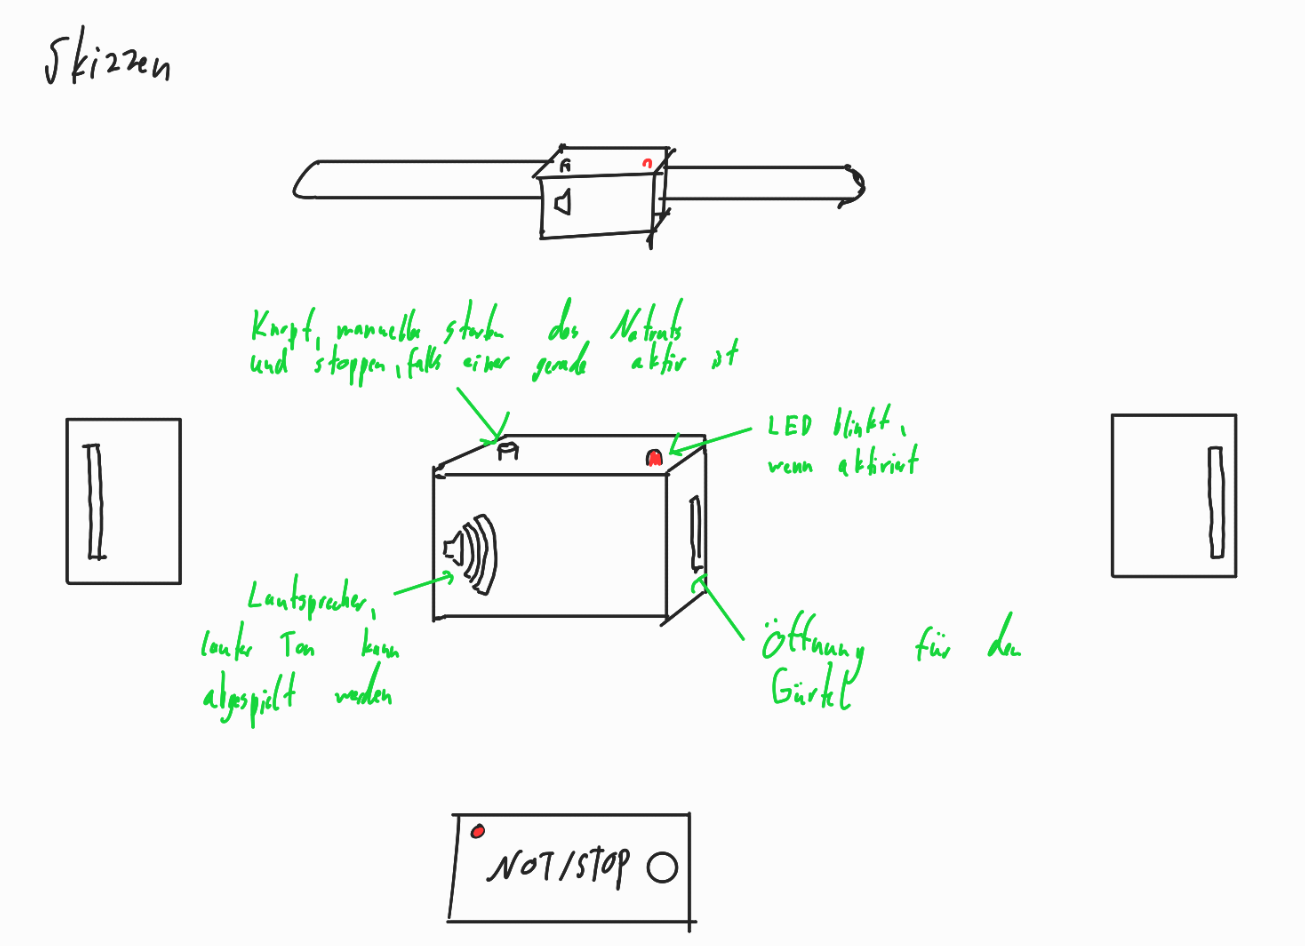 Skizzen
Knopf, manuelles starten des Notrufs
und stoppen, falls einer gerade aktiv ist
LED blinkt,
wenn aktiviert
Lautsprecher,
lauter Ton kann
abgespielt werden
Öffnung für den
Gürtel
NOT/STOP